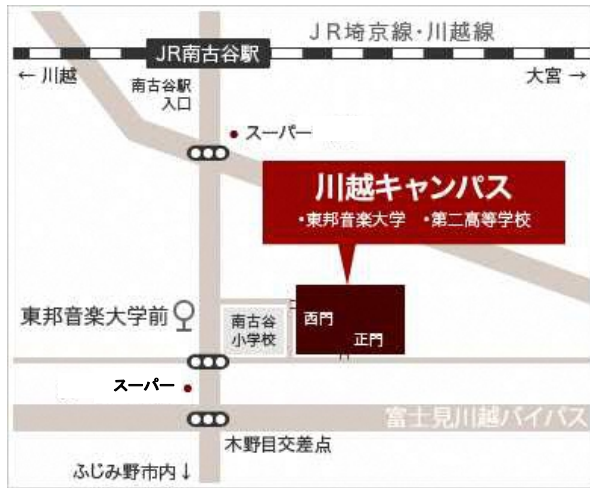 JR埼京線・川越線
JR南古谷駅
← 川越
大宮 →
南古谷駅
入口
スーパー
川越キャンパス
・東邦音楽大学 ・第二高等学校
東邦音楽大学前
南古谷
小学校
西門
正門
スーパー
富士見川越バイパス
木野目交差点
ふじみ野市内↓